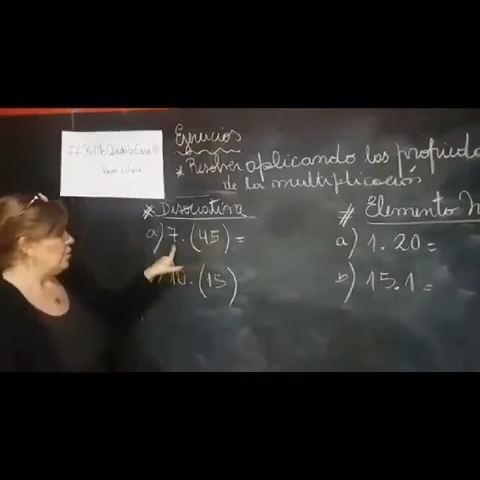 #YoMeQuedoEnCasa
Ejercicios
* Resolver aplicando las propieda
de la multiplicación
* Disociativa
a) 7. (45) =
10. (15)
# Elemento N
a) 1. 20 =
b) 15. 1 =